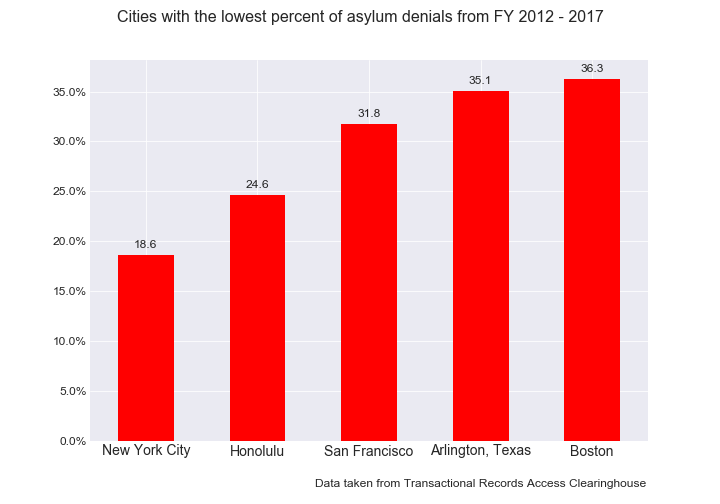 Cities with the lowest percent of asylum denials from FY 2012 - 2017
36.3
35.1
35.0%
31.8
30.0%
25.0%
24.6
20.0%
18.6
15.0%
10.0%
5.0%
0.0%
New York City
Honolulu
San Francisco
Arlington, Texas
Boston
Data taken from Transactional Records Access Clearinghouse